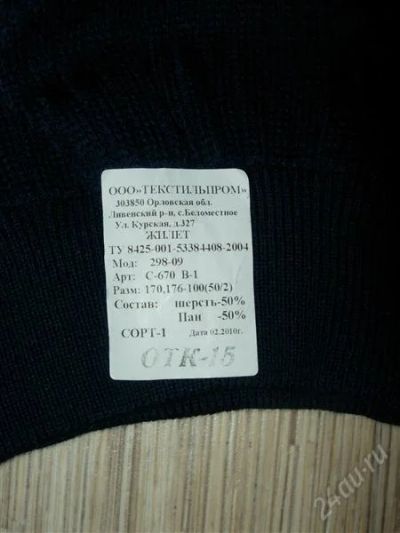 ООО»ТЕКСТИЛЬПРОМ»
303850 Орловская обл.
Ливенский р-н, с.Беломестное
Ул. Курская, д.327
ЖИЛЕТ
ТУ 8425-001-53384408-2004
Мод: 298-09
Арт: С-670 В-1
Разм: 170,176-100(50/2)
Состав: шерсть-50%
Пан -50%
СОРТ-1 Дата 02.2010г.
ОТК-15
24au.ru